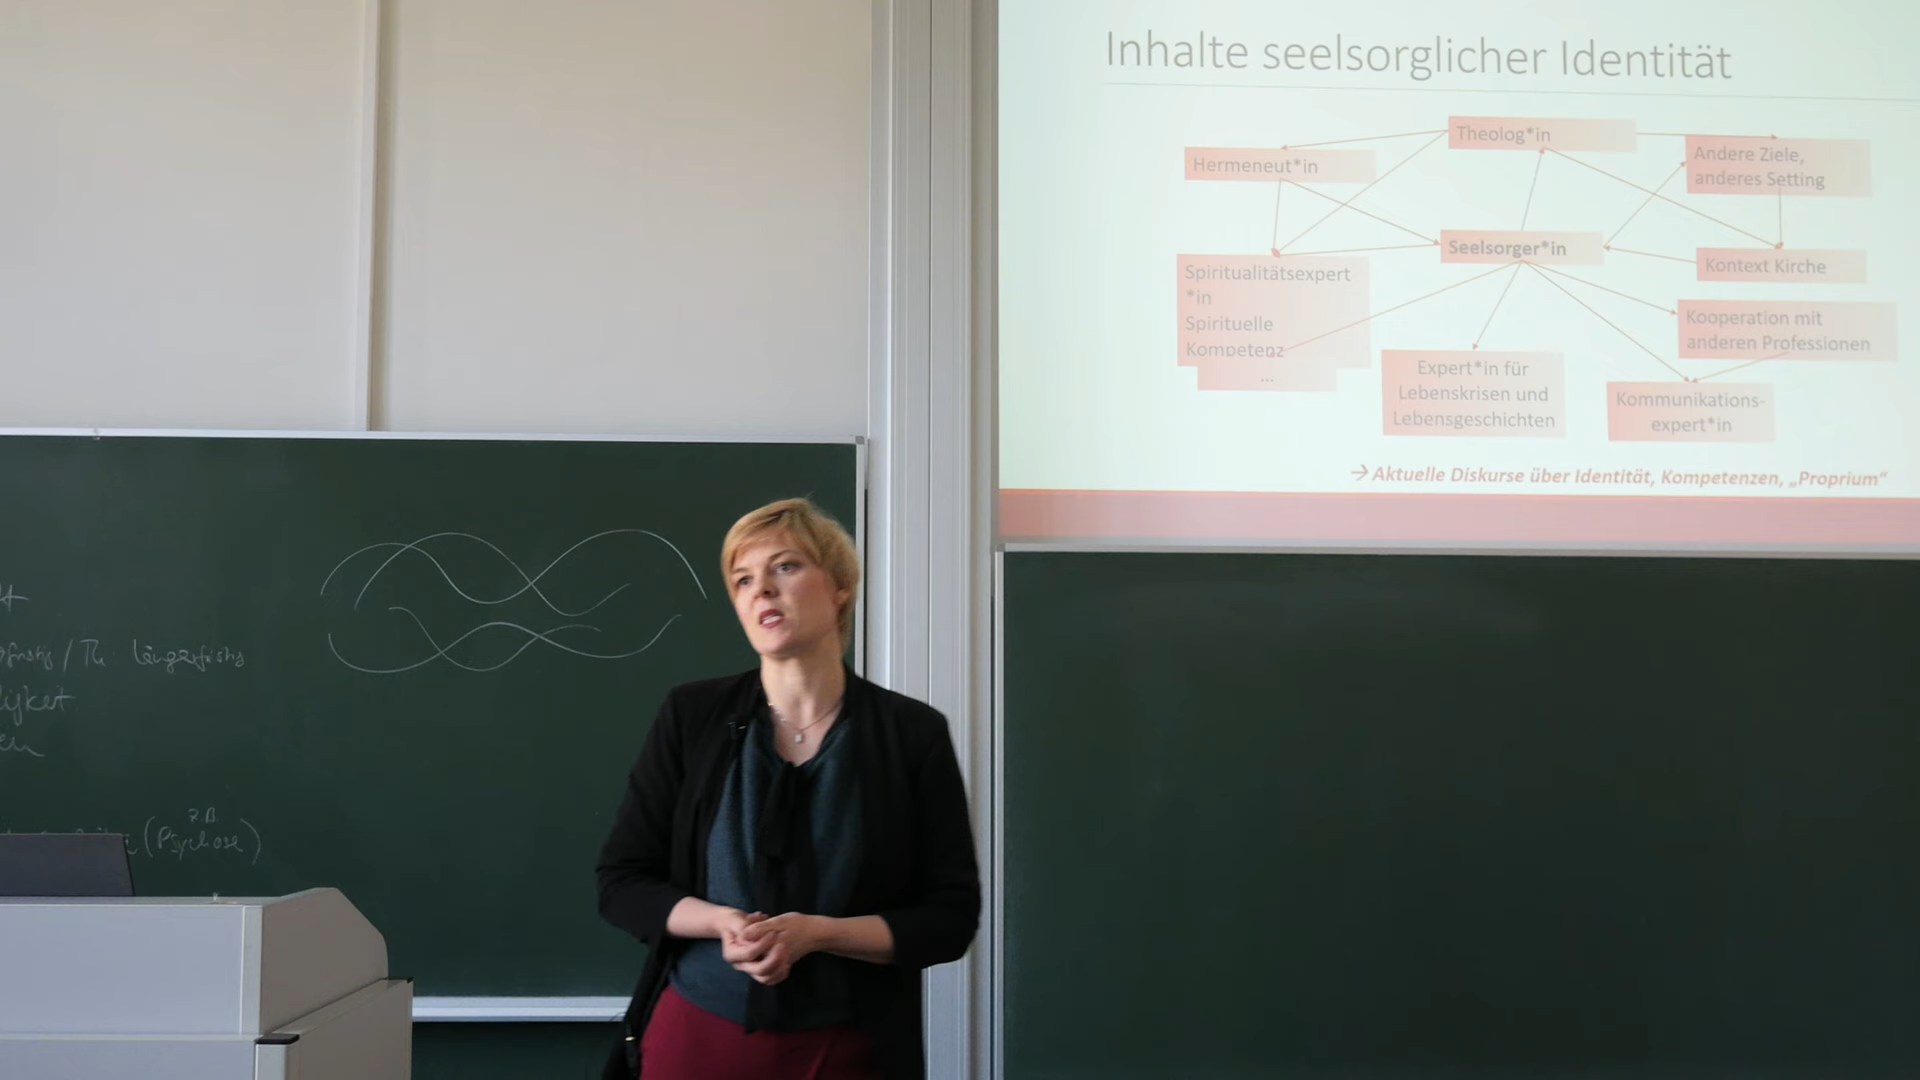 Inhalte seelsorglicher Identität
Theolog*in
Hermeneut*in
Andere Ziele,
anderes Setting
Seelsorger*in
Spiritualitätsexpert
*in
Spirituelle
Kompetenz
...
Kontext Kirche
Kooperation mit
anderen Professionen
Expert*in für
Lebenskrisen und
Lebensgeschichten
Kommunikations-
expert*in
→ Aktuelle Diskurse über Identität, Kompetenzen, „Proprium“
/ Th: längerfristig
z.B.
(Psychose)